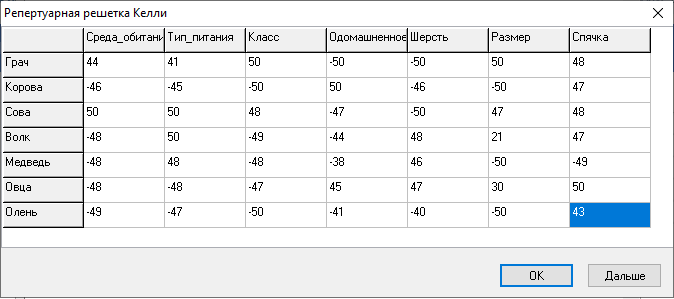 Репертуарная решетка Келли
Среда_обитани Тип_питания Класс Одомашненное Шерсть Размер Спячка
Грач 44 41 50 -50 -50 50 48
Корова -46 -45 -50 50 -46 -50 47
Сова 50 50 48 -47 -50 47 48
Волк -48 50 -49 -44 48 21 47
Медведь -48 48 -48 -38 46 -50 -49
Овца -48 -48 -47 45 47 30 50
Олень -49 -47 -50 -41 -40 -50 43
OK Дальше